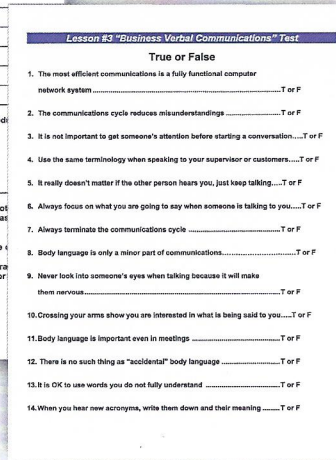 Lesson #3 "Business Verbal Communications" Test
True or False
1. The most efficient communications is a fully functional computer
network system ..........T or F
2. The communications cycle reduces misunderstandings ..........T or F
3. It is not important to get someone's attention before starting a conversation....T or F
4. Use the same terminology when speaking to your supervisor or customers.....T or F
5. It really doesn't matter if the other person hears you, just keep talking.....T or F
6. Always focus on what you are going to say when someone is talking to you.....T or F
7. Always terminate the communications cycle ..........T or F
8. Body language is only a minor part of communications..........T or F
9. Never look into someone's eyes when talking because it will make
them nervous..........T or F
10.Crossing your arms show you are interested in what is being said to you.....T or F
11.Body language is important even in meetings ..........T or F
12. There is no such thing as "accidental" body language ..........T or F
13.It is OK to use words you do not fully understand ..........T or F
14.When you hear new acronyms, write them down and their meaning ........T or F